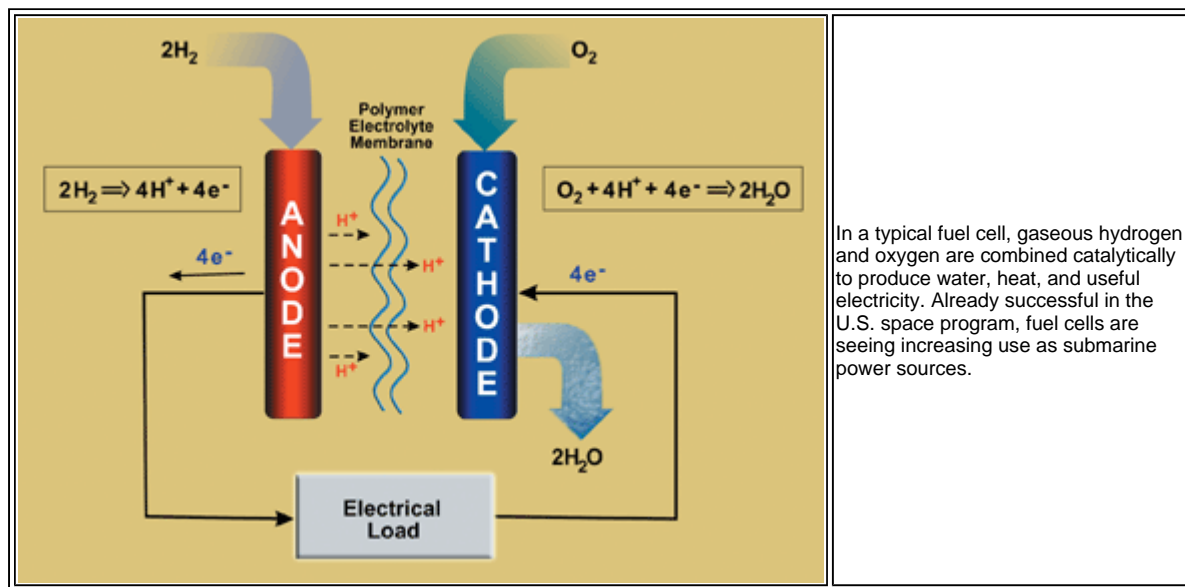 2H₂
O₂
Polymer
Electrolyte
Membrane
2H₂ ⇒ 4H⁺ + 4e⁻
O₂ + 4H⁺ + 4e⁻ ⇒ 2H₂O
ANODE
CATHODE
H⁺
H⁺
H⁺
H⁺
4e⁻
4e⁻
2H₂O
Electrical
Load
In a typical fuel cell, gaseous hydrogen
and oxygen are combined catalytically
to produce water, heat, and useful
electricity. Already successful in the
U.S. space program, fuel cells are
seeing increasing use as submarine
power sources.